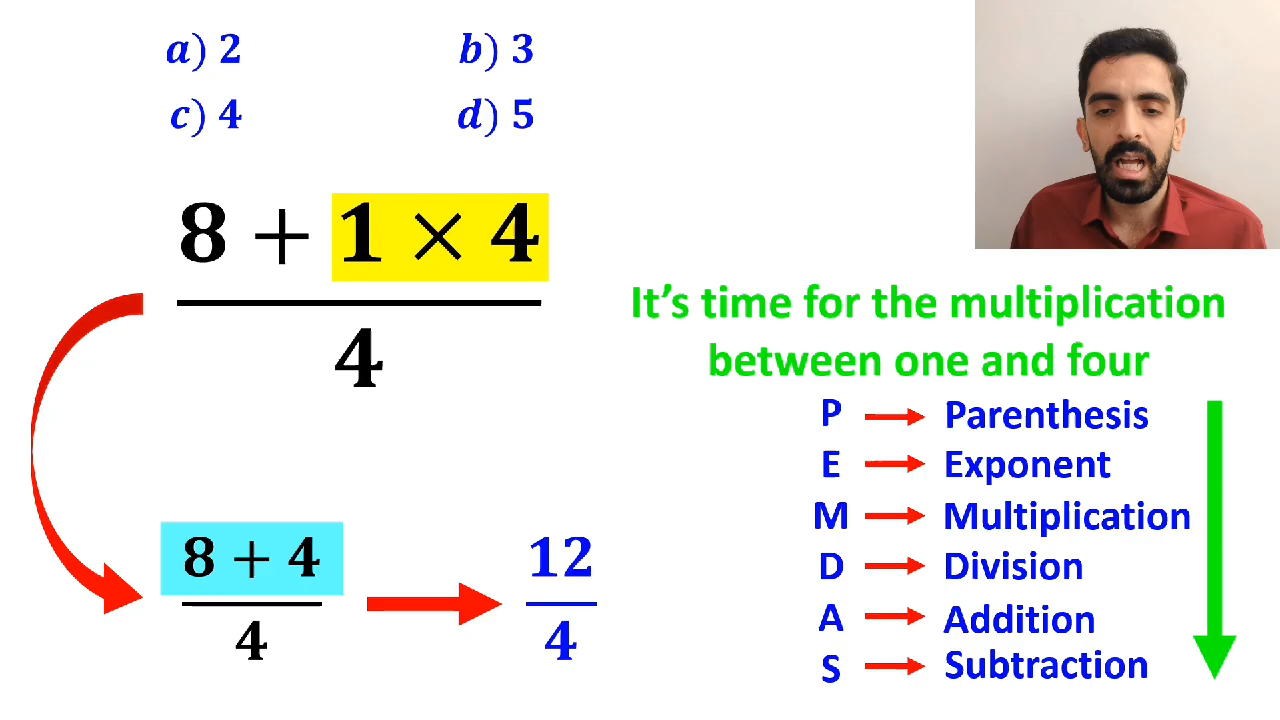 a) 2 b) 3
c) 4 d) 5
8 + 1 × 4
4
It's time for the multiplication
between one and four
P Parenthesis
E Exponent
M Multiplication
D Division
A Addition
S Subtraction
8 + 4
4
12
4